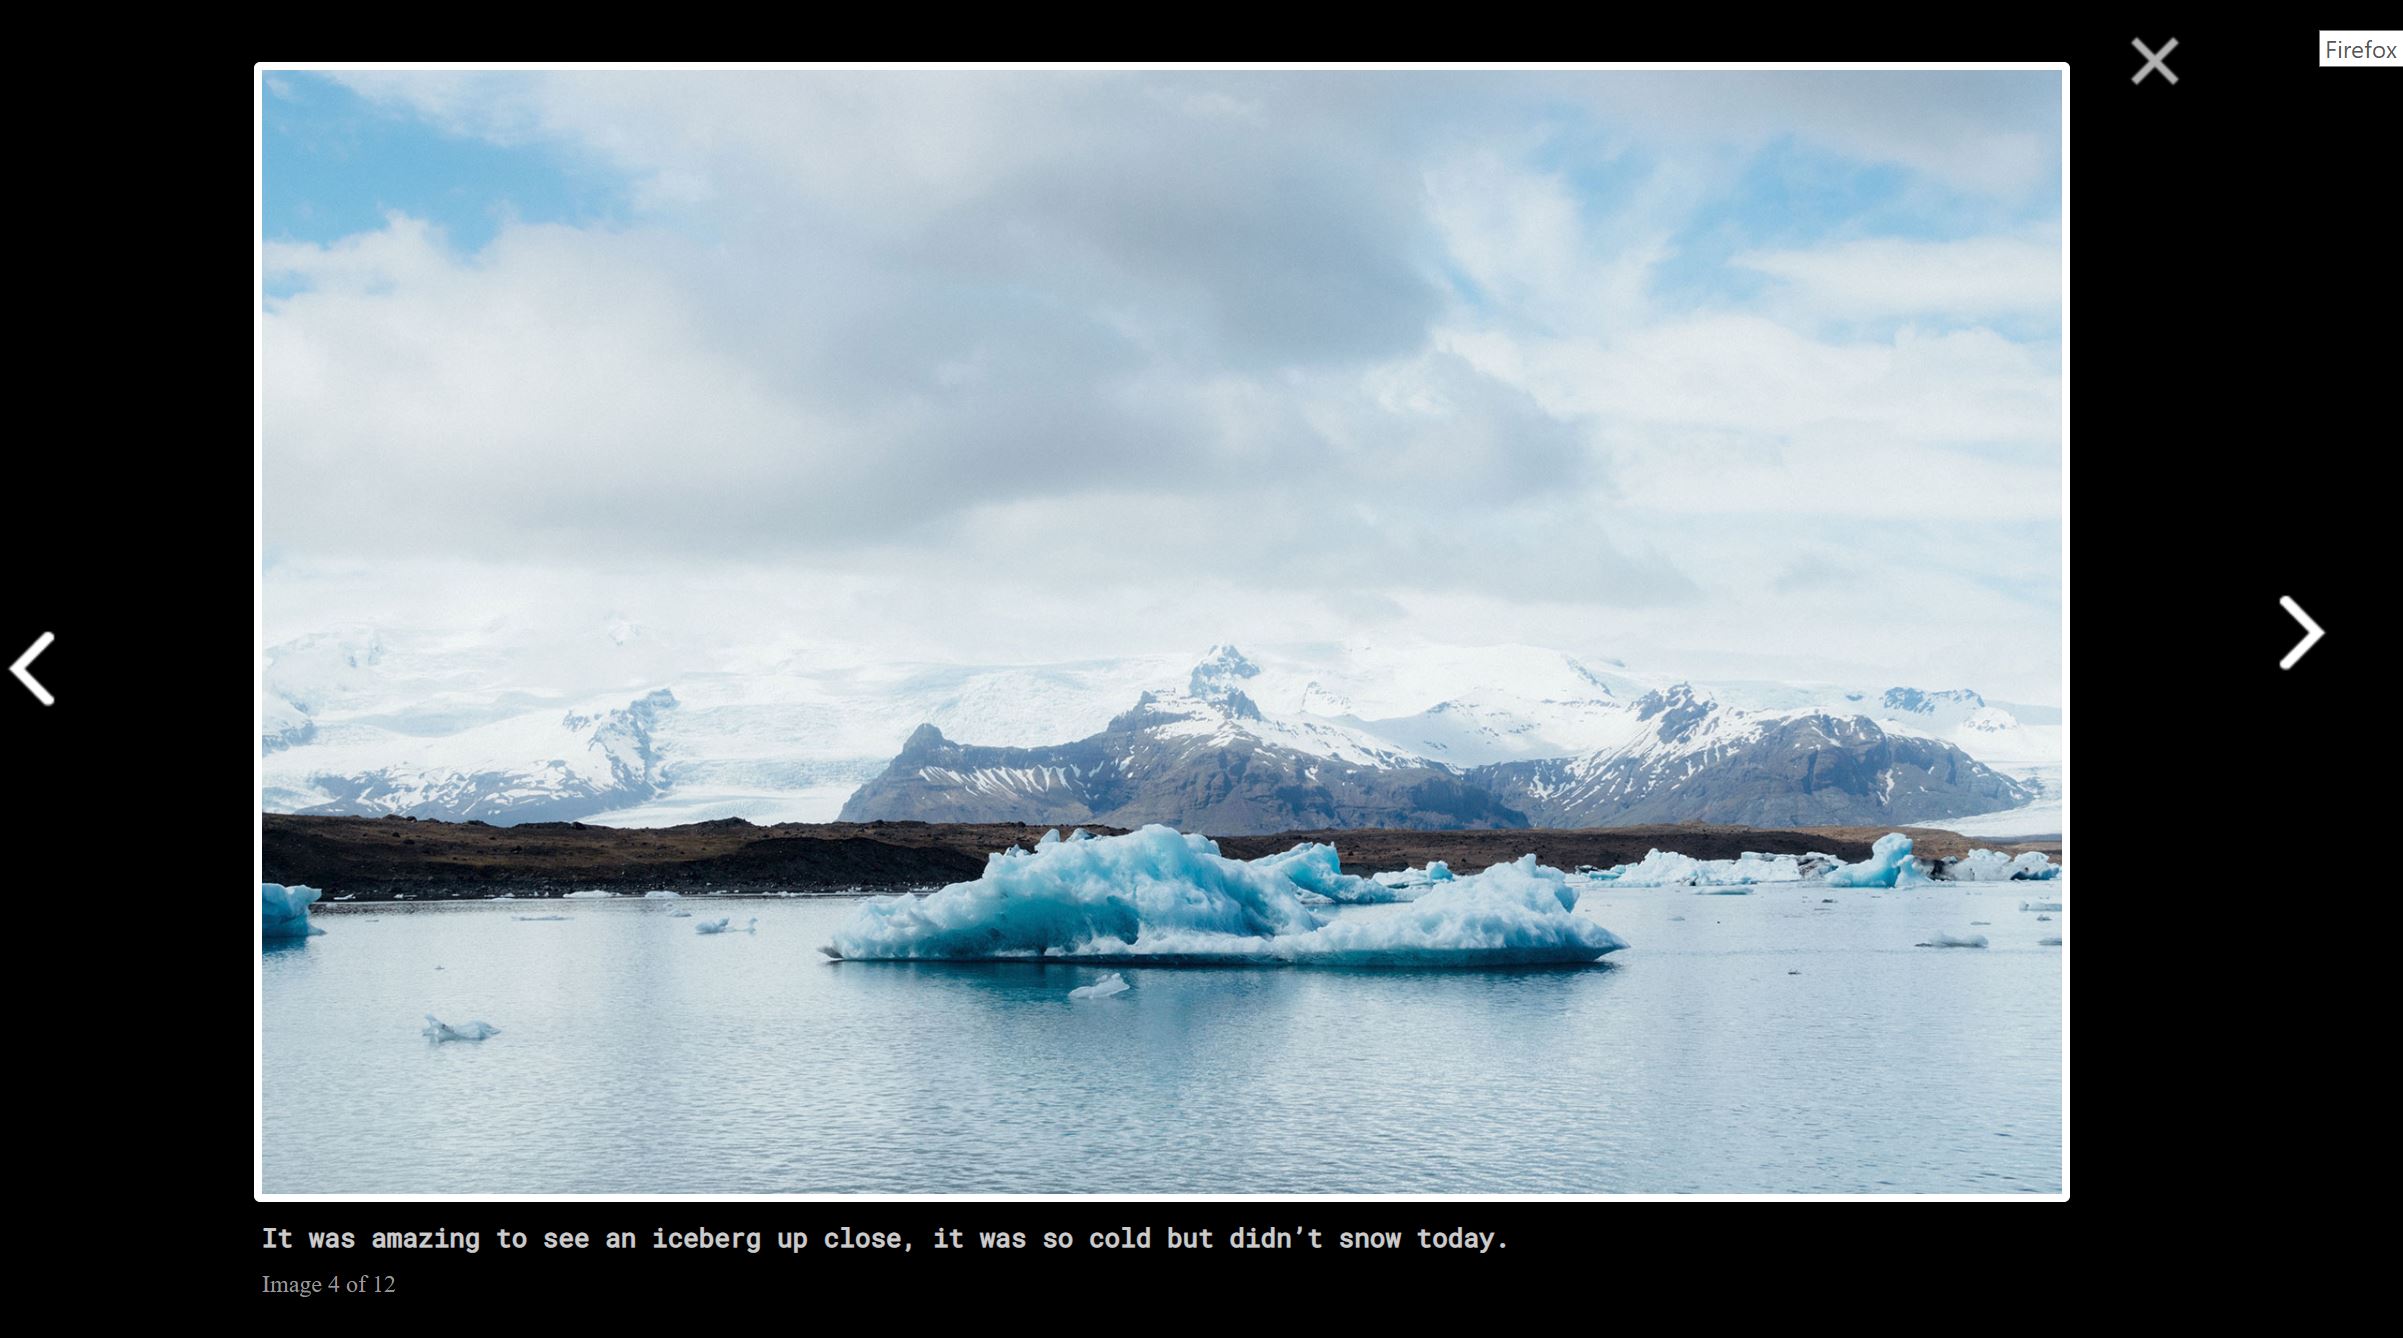 Firefox
It was amazing to see an iceberg up close, it was so cold but didn’t snow today.
Image 4 of 12